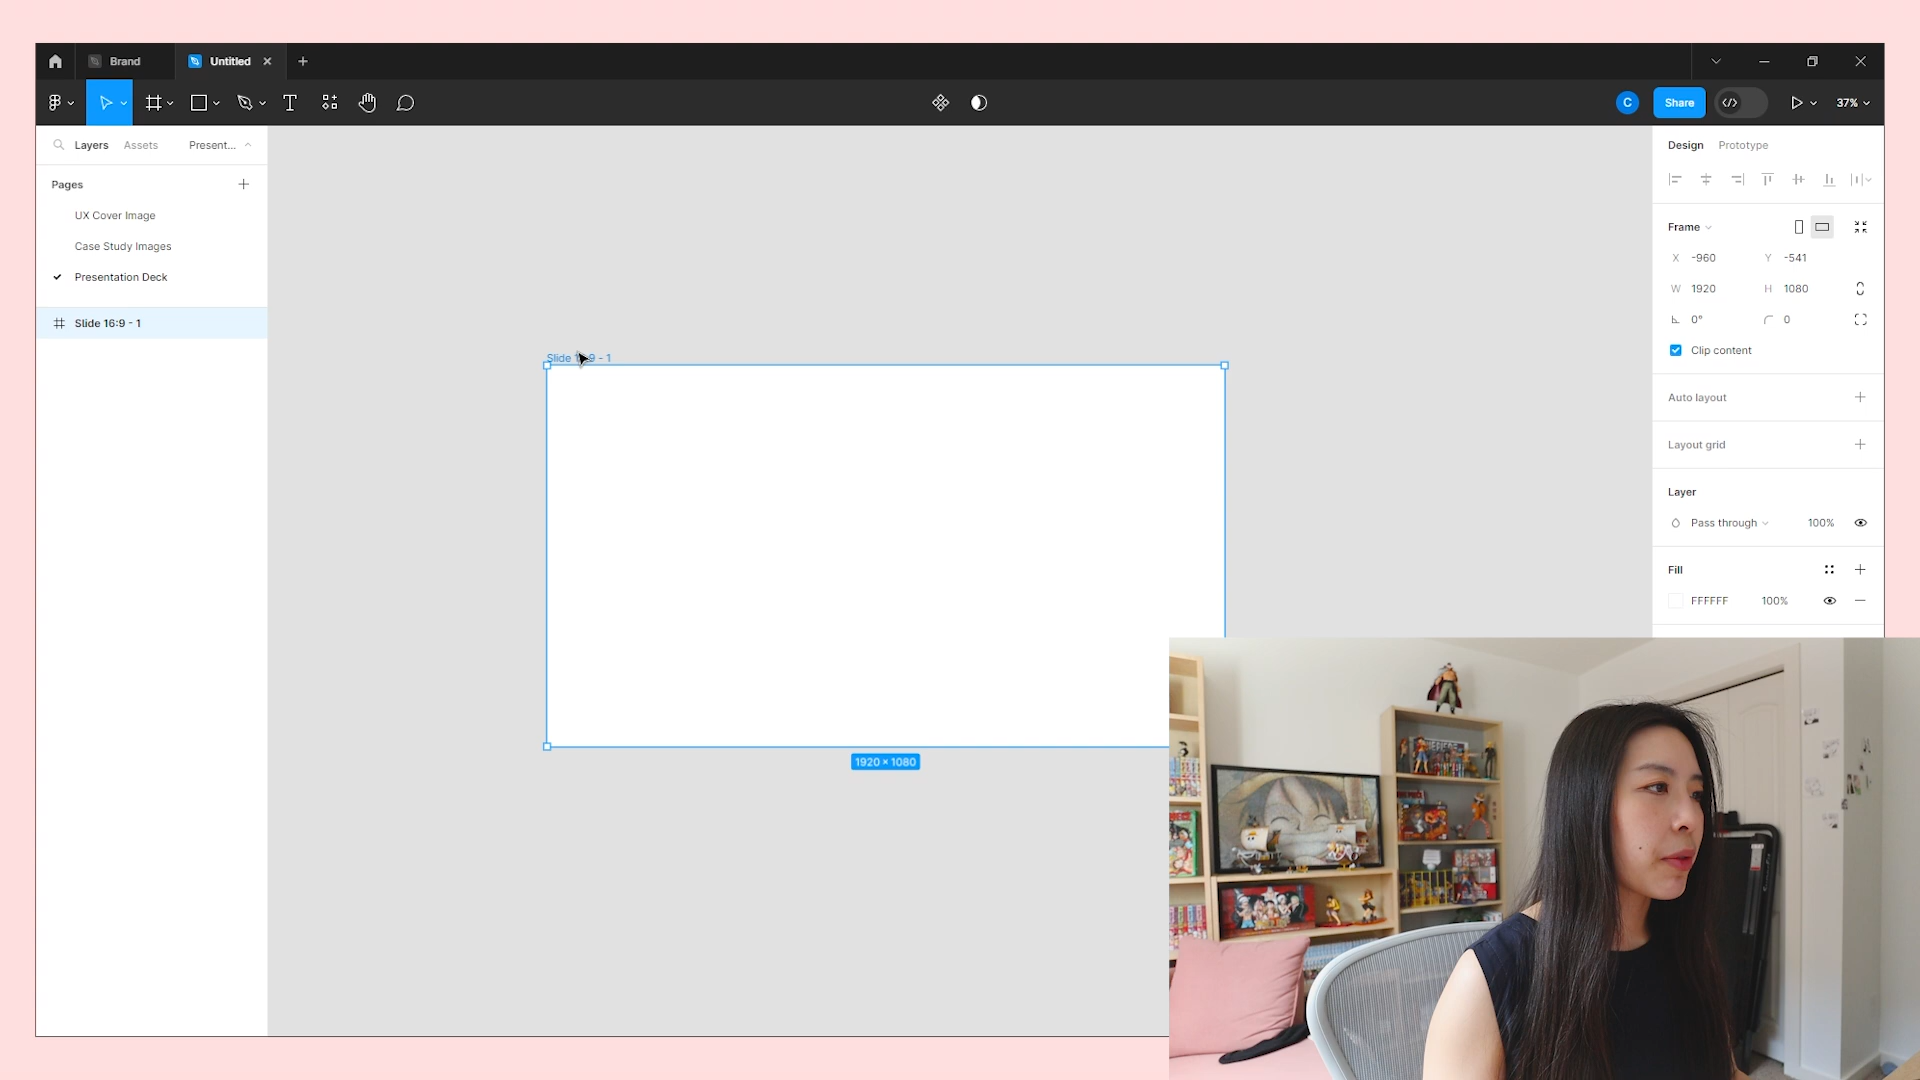 Brand
Untitled
C
Share
37%
Layers
Assets
Present...
Pages
UX Cover Image
Case Study Images
Presentation Deck
Slide 16:9 - 1
1920 × 1080
Design
Prototype
Frame
X -960
Y -541
W 1920
H 1080
0°
0
Clip content
Auto layout
Layout grid
Layer
Pass through
100%
Fill
FFFFFF
100%